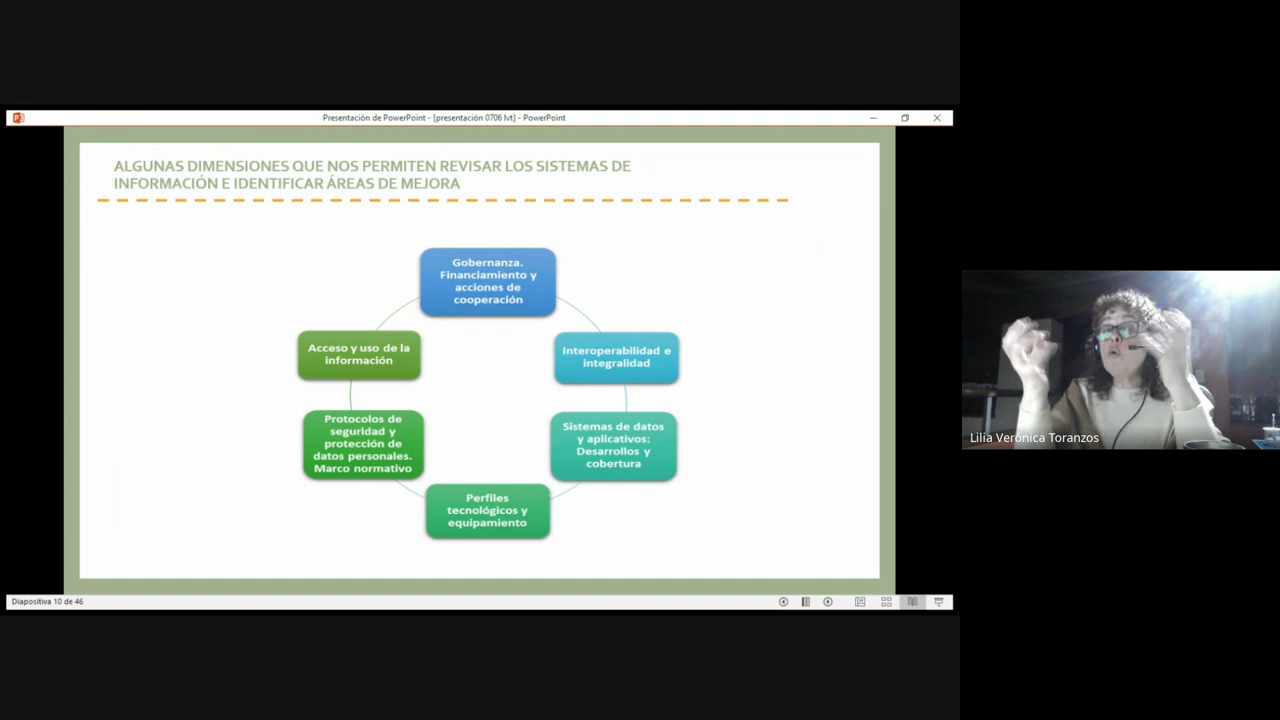 Presentación de PowerPoint - [presentación 0706 lvt] - PowerPoint
ALGUNAS DIMENSIONES QUE NOS PERMITEN REVISAR LOS SISTEMAS DE
INFORMACIÓN E IDENTIFICAR ÁREAS DE MEJORA
Gobernanza.
Financiamiento y
acciones de
cooperación
Interoperabilidad e
integralidad
Sistemas de datos
y aplicativos:
Desarrollos y
cobertura
Perfiles
tecnológicos y
equipamiento
Protocolos de
seguridad y
protección de
datos personales.
Marco normativo
Acceso y uso de la
información
Diapositiva 10 de 46
Lilia Verónica Toranzos